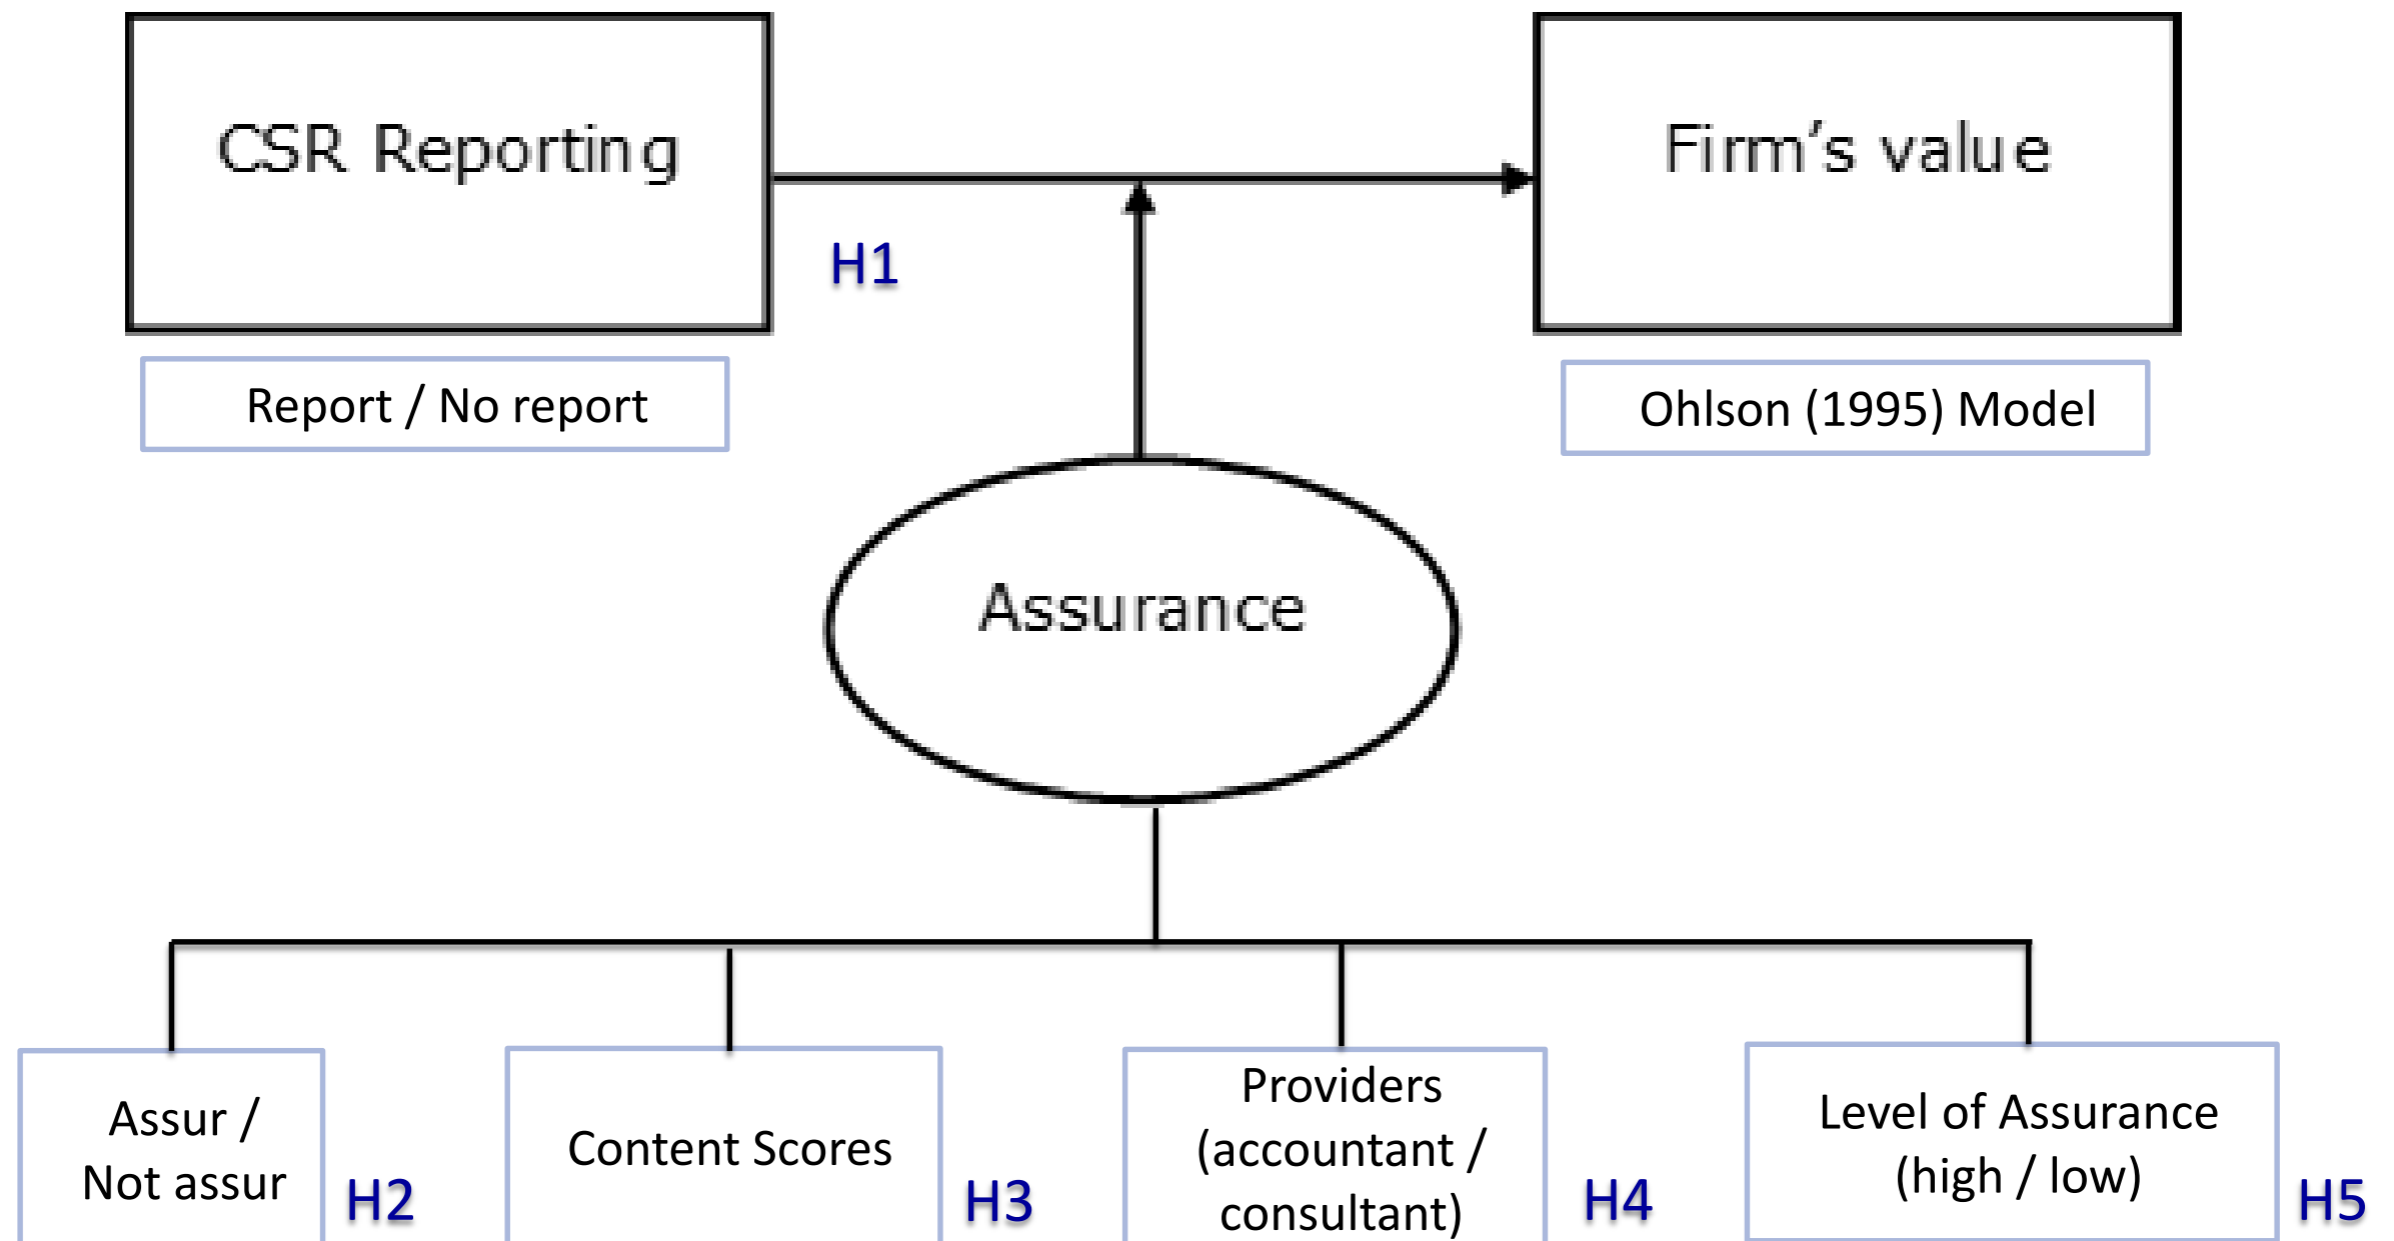 CSR Reporting
Firm's value
H1
Report / No report
Ohlson (1995) Model
Assurance
Assur /
Not assur
H2
Content Scores
H3
Providers
(accountant /
consultant)
H4
Level of Assurance
(high / low)
H5